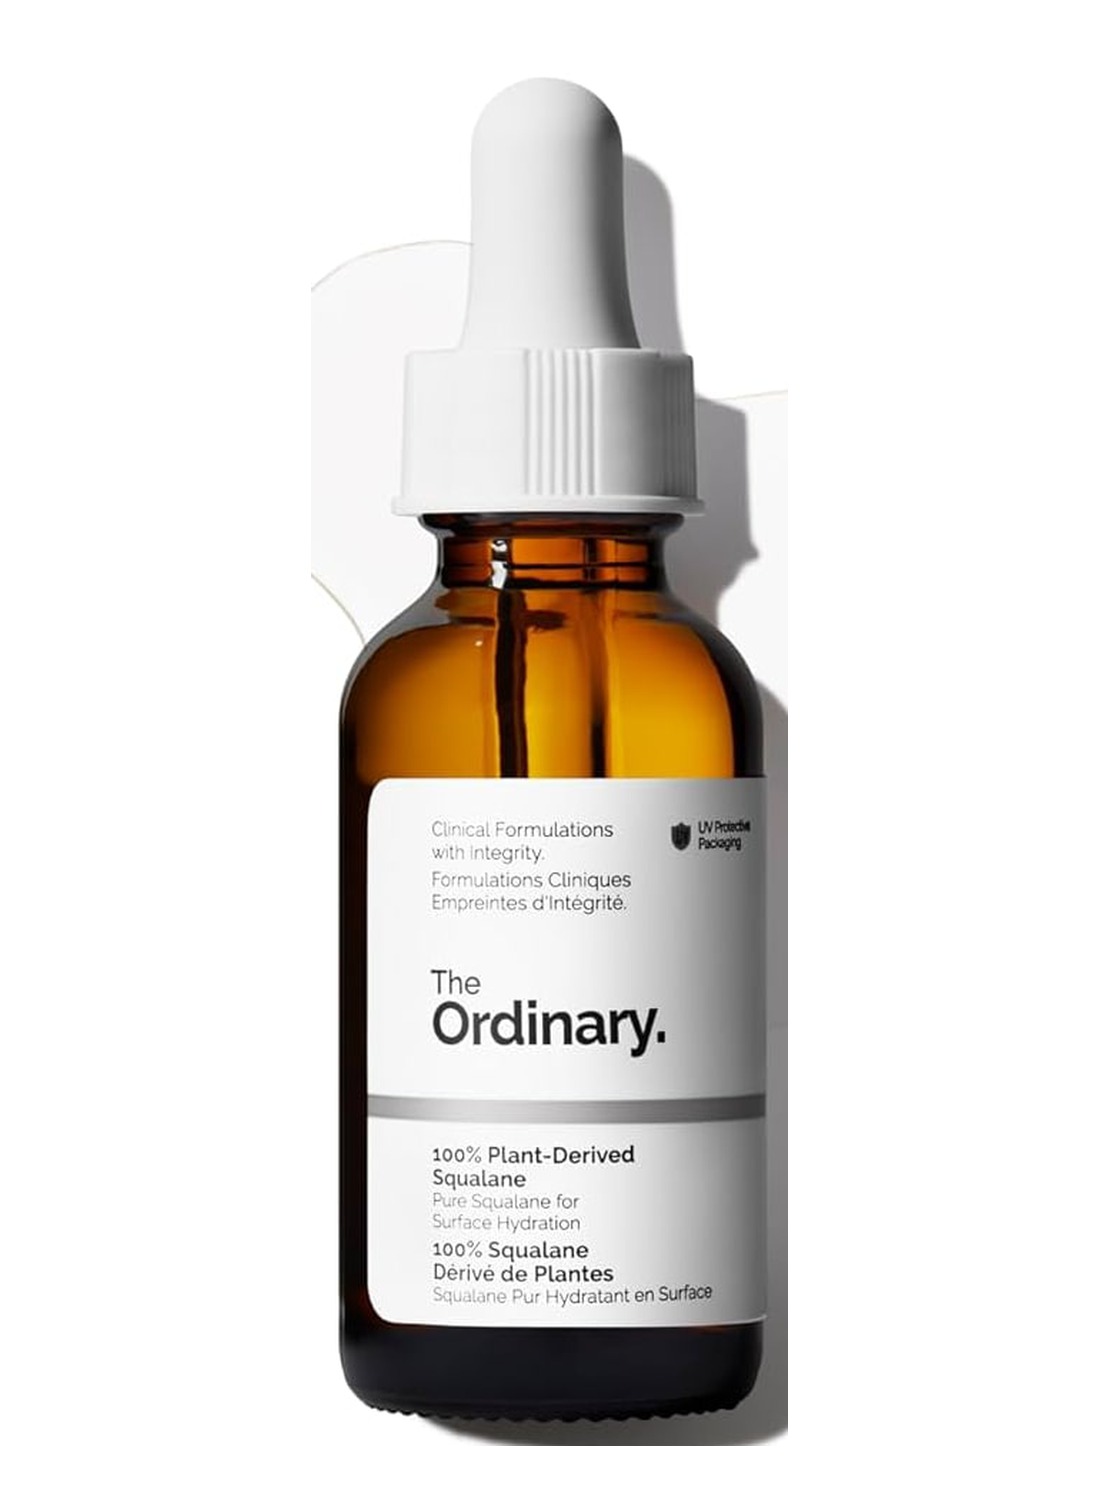 Clinical Formulations
with Integrity.
Formulations Cliniques
Empreintes d'Intégrité.
UV Protective
Packaging
The
Ordinary.
100% Plant-Derived
Squalane
Pure Squalane for
Surface Hydration
100% Squalane
Dérivé de Plantes
Squalane Pur Hydratant en Surface